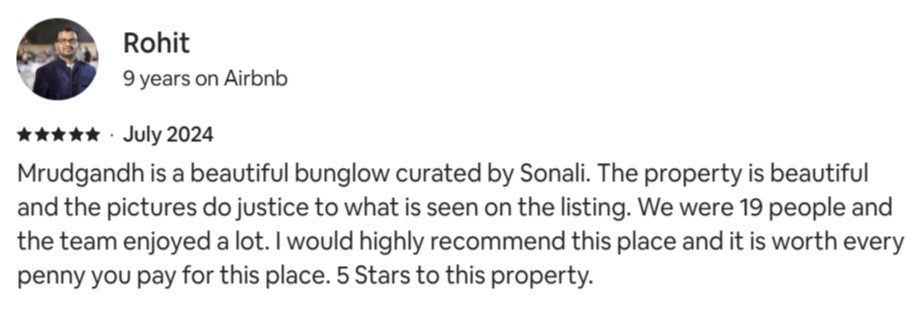 Rohit
9 years on Airbnb
★★★★★ · July 2024
Mrudgandh is a beautiful bunglow curated by Sonali. The property is beautiful
and the pictures do justice to what is seen on the listing. We were 19 people and
the team enjoyed a lot. I would highly recommend this place and it is worth every
penny you pay for this place. 5 Stars to this property.